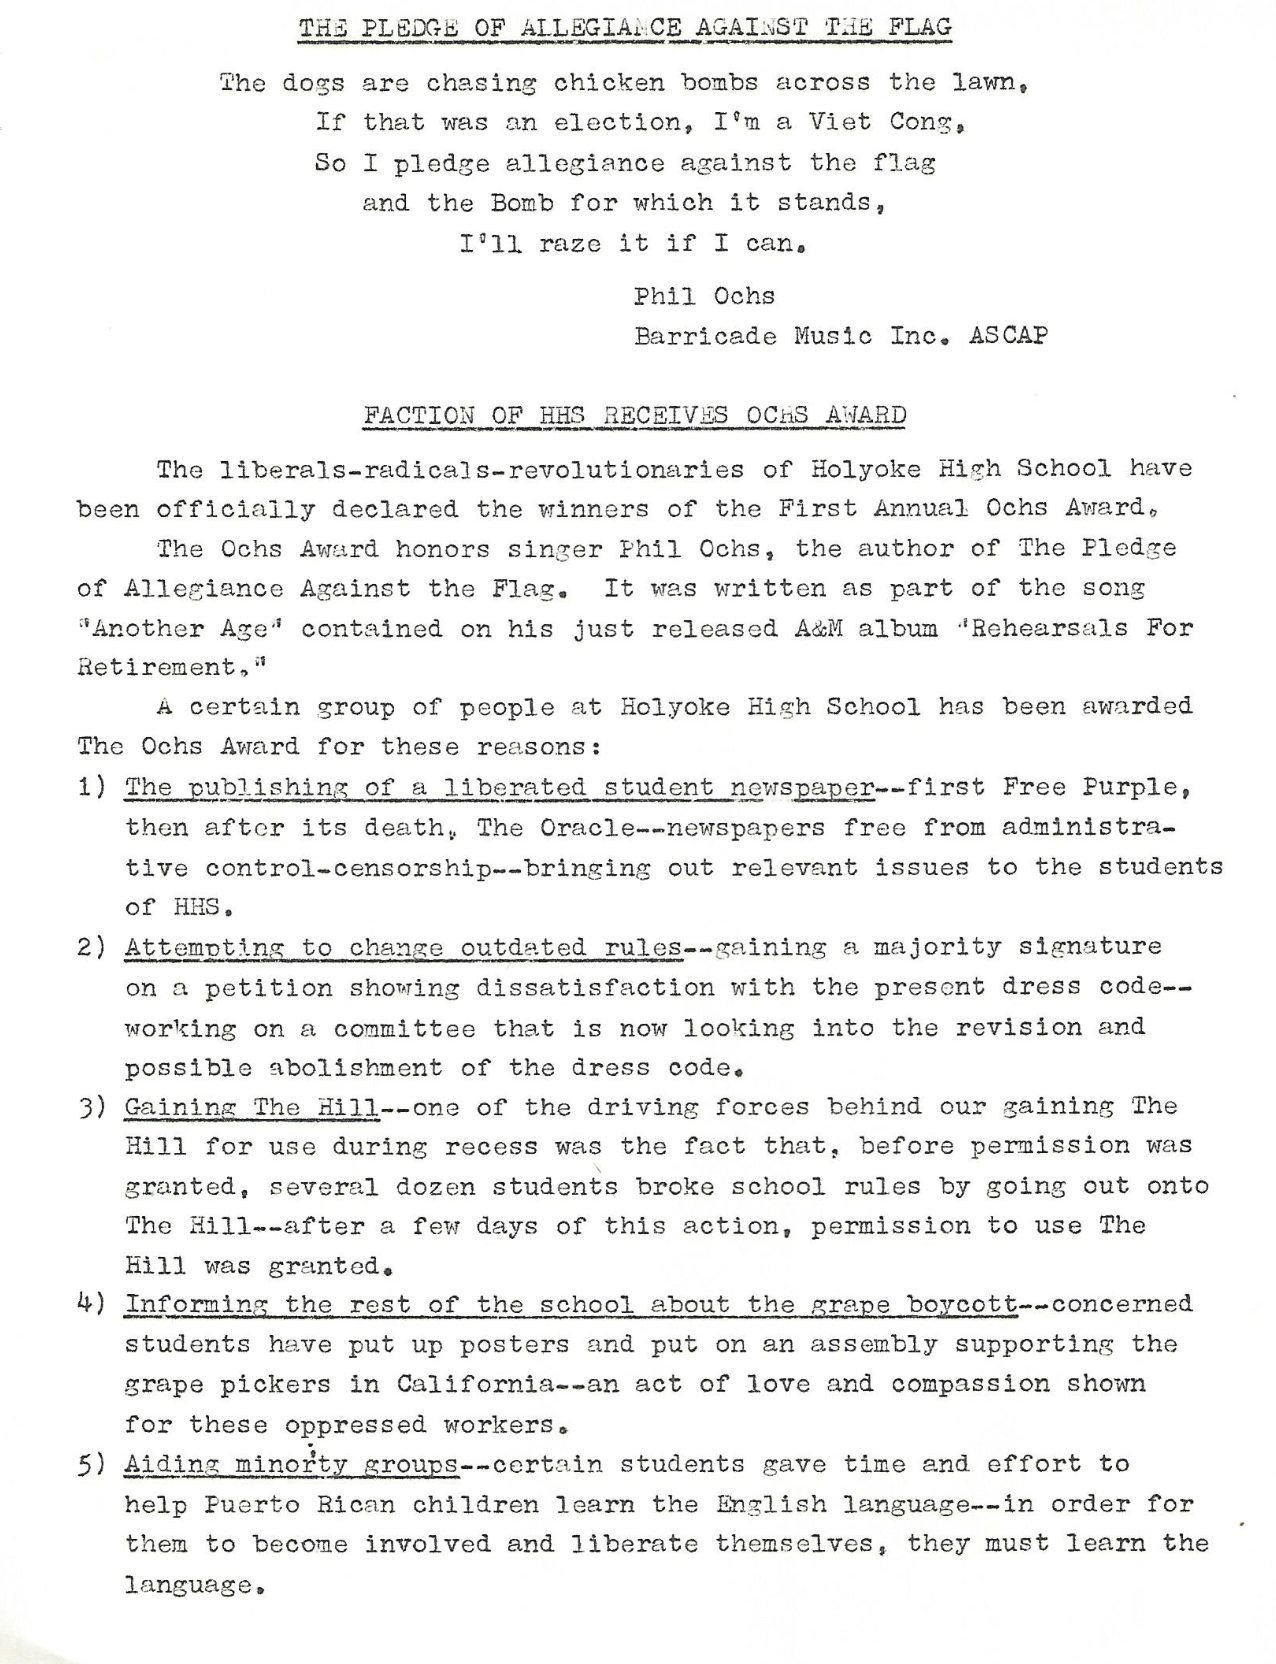 THE PLEDGE OF ALLEGIANCE AGAINST THE FLAG
The dogs are chasing chicken bombs across the lawn,
If that was an election, I'm a Viet Cong,
So I pledge allegiance against the flag
and the Bomb for which it stands,
I'll raze it if I can.
Phil Ochs
Barricade Music Inc. ASCAP
FACTION OF HHS RECEIVES OCHS AWARD
The liberals-radicals-revolutionaries of Holyoke High School have
been officially declared the winners of the First Annual Ochs Award.
The Ochs Award honors singer Phil Ochs, the author of The Pledge
of Allegiance Against the Flag. It was written as part of the song
"Another Age" contained on his just released A&M album "Rehearsals For
Retirement."
A certain group of people at Holyoke High School has been awarded
The Ochs Award for these reasons:
1) The publishing of a liberated student newspaper--first Free Purple,
then after its death, The Oracle--newspapers free from administra-
tive control-censorship--bringing out relevant issues to the students
of HHS.
2) Attempting to change outdated rules--gaining a majority signature
on a petition showing dissatisfaction with the present dress code--
working on a committee that is now looking into the revision and
possible abolishment of the dress code.
3) Gaining The Hill--one of the driving forces behind our gaining The
Hill for use during recess was the fact that, before permission was
granted, several dozen students broke school rules by going out onto
The Hill--after a few days of this action, permission to use The
Hill was granted.
4) Informing the rest of the school about the grape boycott--concerned
students have put up posters and put on an assembly supporting the
grape pickers in California--an act of love and compassion shown
for these oppressed workers.
5) Aiding minority groups--certain students gave time and effort to
help Puerto Rican children learn the English language--in order for
them to become involved and liberate themselves, they must learn the
language.